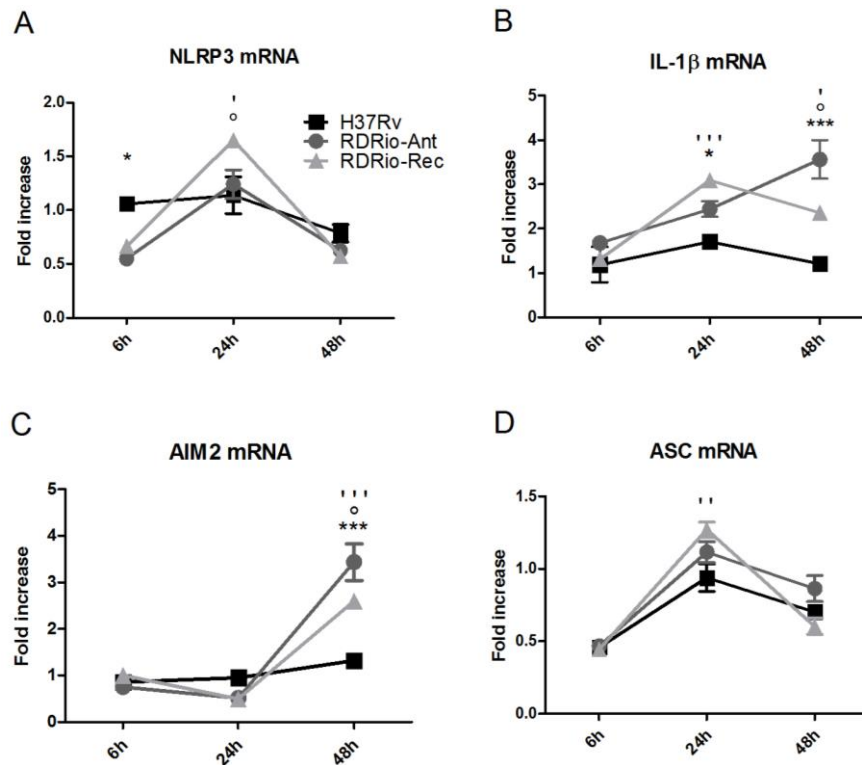 A
NLRP3 mRNA
Fold increase
2.0
1.5
1.0
0.5
0.0
*
'
°
H37Rv
RDRio-Ant
RDRio-Rec
6h
24h
48h
B
IL-1β mRNA
Fold increase
5
4
3
2
1
0
'''
*
'
°
***
6h
24h
48h
C
AIM2 mRNA
Fold increase
5
4
3
2
1
0
'''
°
***
6h
24h
48h
D
ASC mRNA
Fold increase
1.5
1.0
0.5
0.0
''
6h
24h
48h